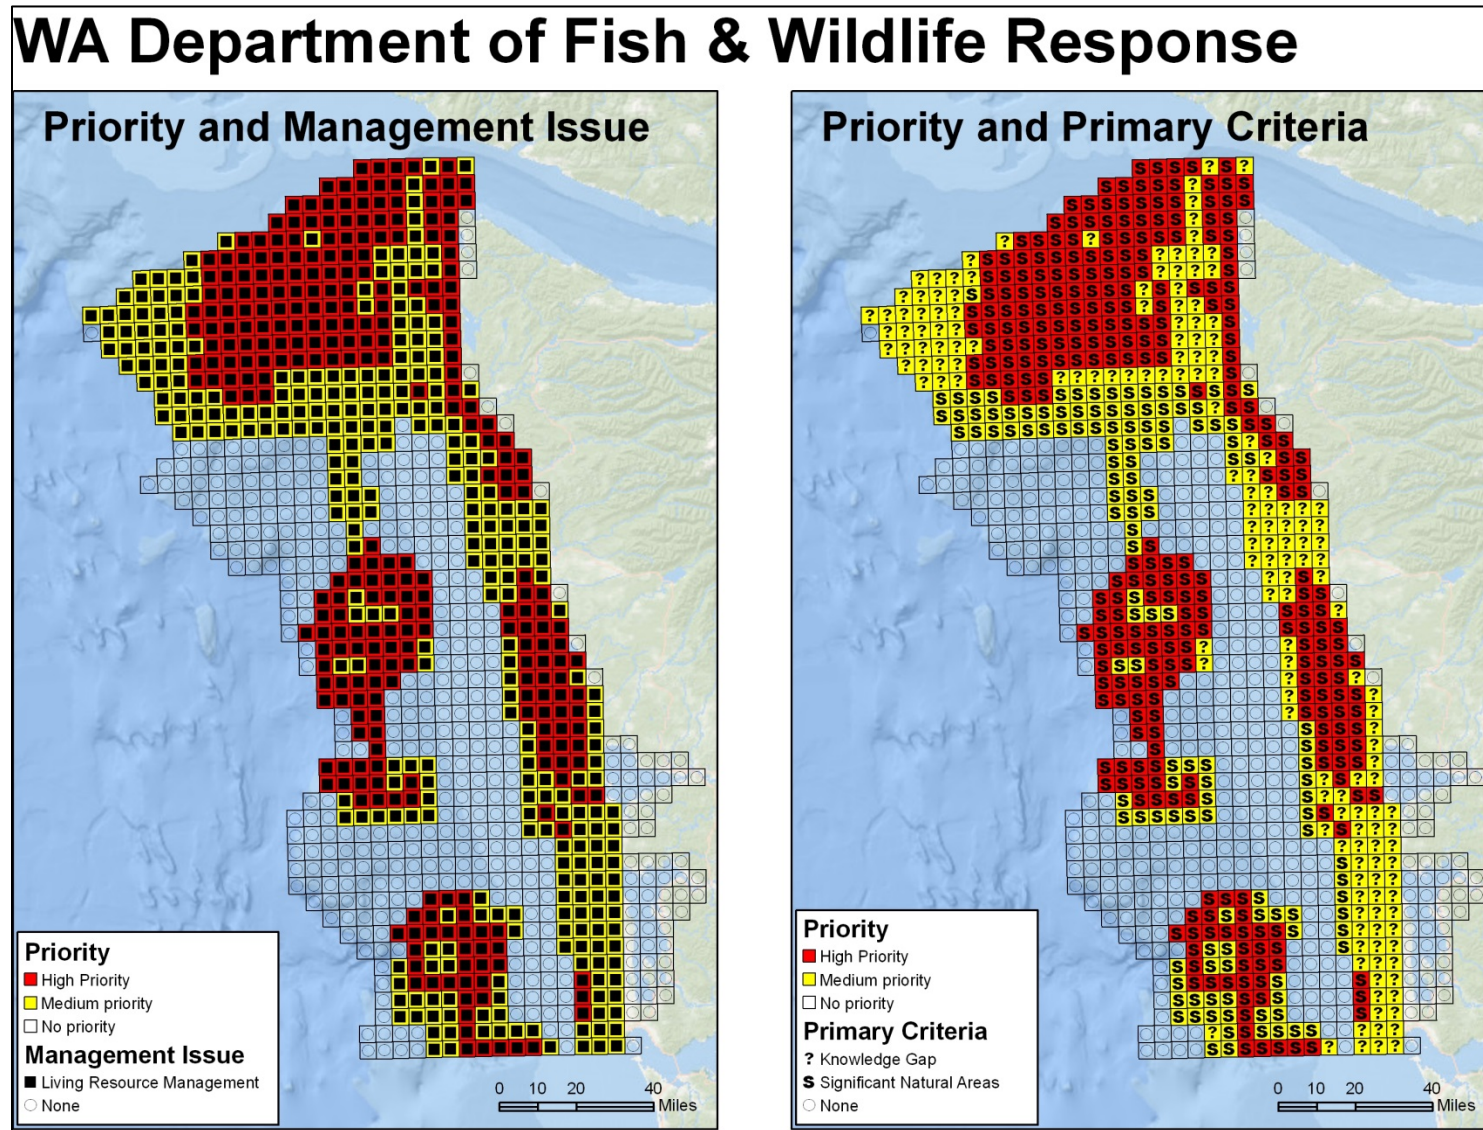 WA Department of Fish & Wildlife Response
Priority and Management Issue
Priority
High Priority
Medium priority
No priority
Management Issue
Living Resource Management
None
0 10 20 40
Miles
Priority and Primary Criteria
Priority
High Priority
Medium priority
No priority
Primary Criteria
? Knowledge Gap
S Significant Natural Areas
None
0 10 20 40
Miles